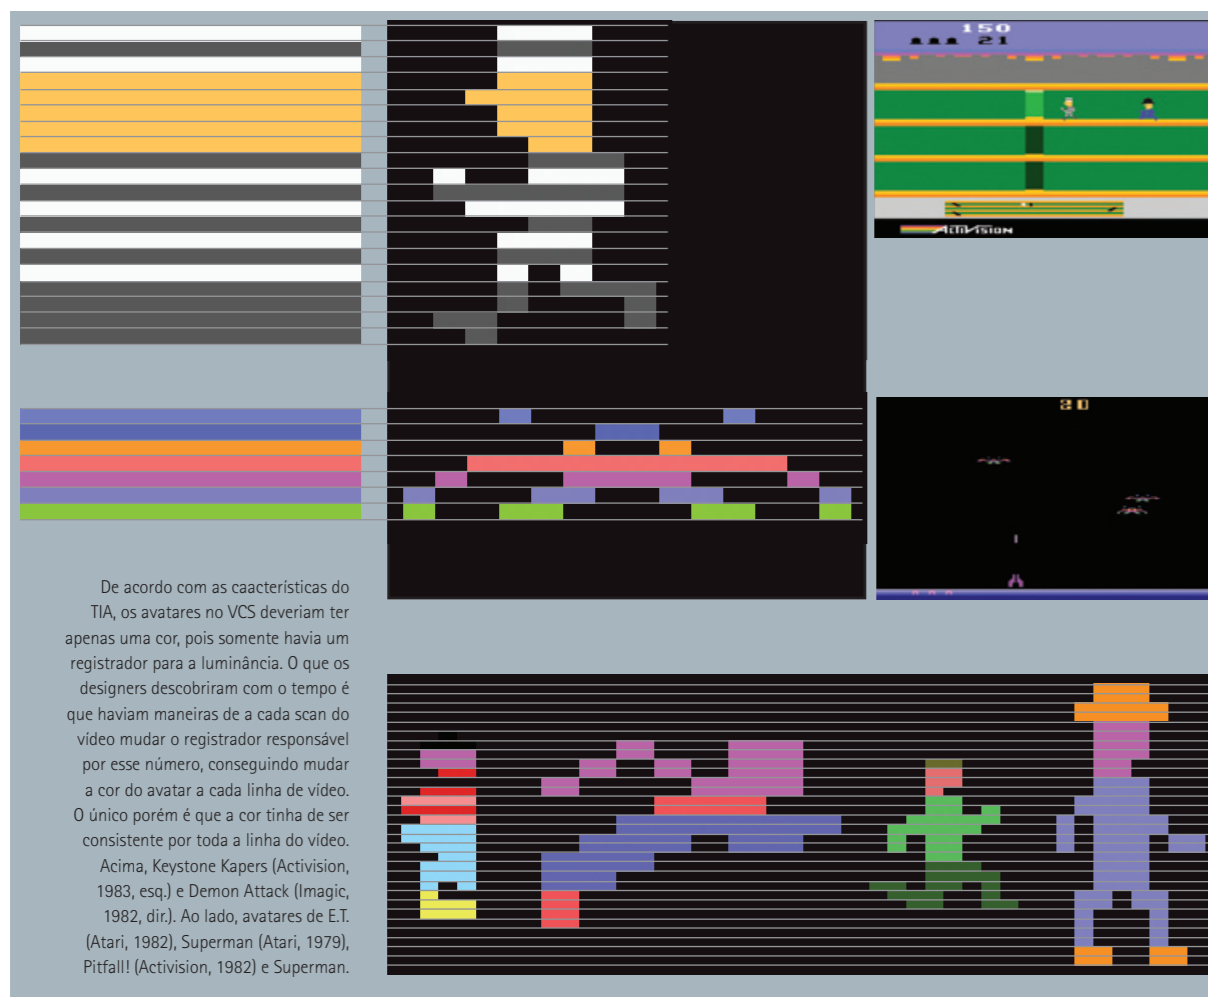 150
21
ACTIVISION
20
De acordo com as caacterísticas do
TIA, os avatares no VCS deveriam ter
apenas uma cor, pois somente havia um
registrador para a luminância. O que os
designers descobriram com o tempo é
que haviam maneiras de a cada scan do
vídeo mudar o registrador responsável
por esse número, conseguindo mudar
a cor do avatar a cada linha de vídeo.
O único porém é que a cor tinha de ser
consistente por toda a linha do vídeo.
Acima, Keystone Kapers (Activision,
1983, esq.) e Demon Attack (Imagic,
1982, dir.). Ao lado, avatares de E.T.
(Atari, 1982), Superman (Atari, 1979),
Pitfall! (Activision, 1982) e Superman.